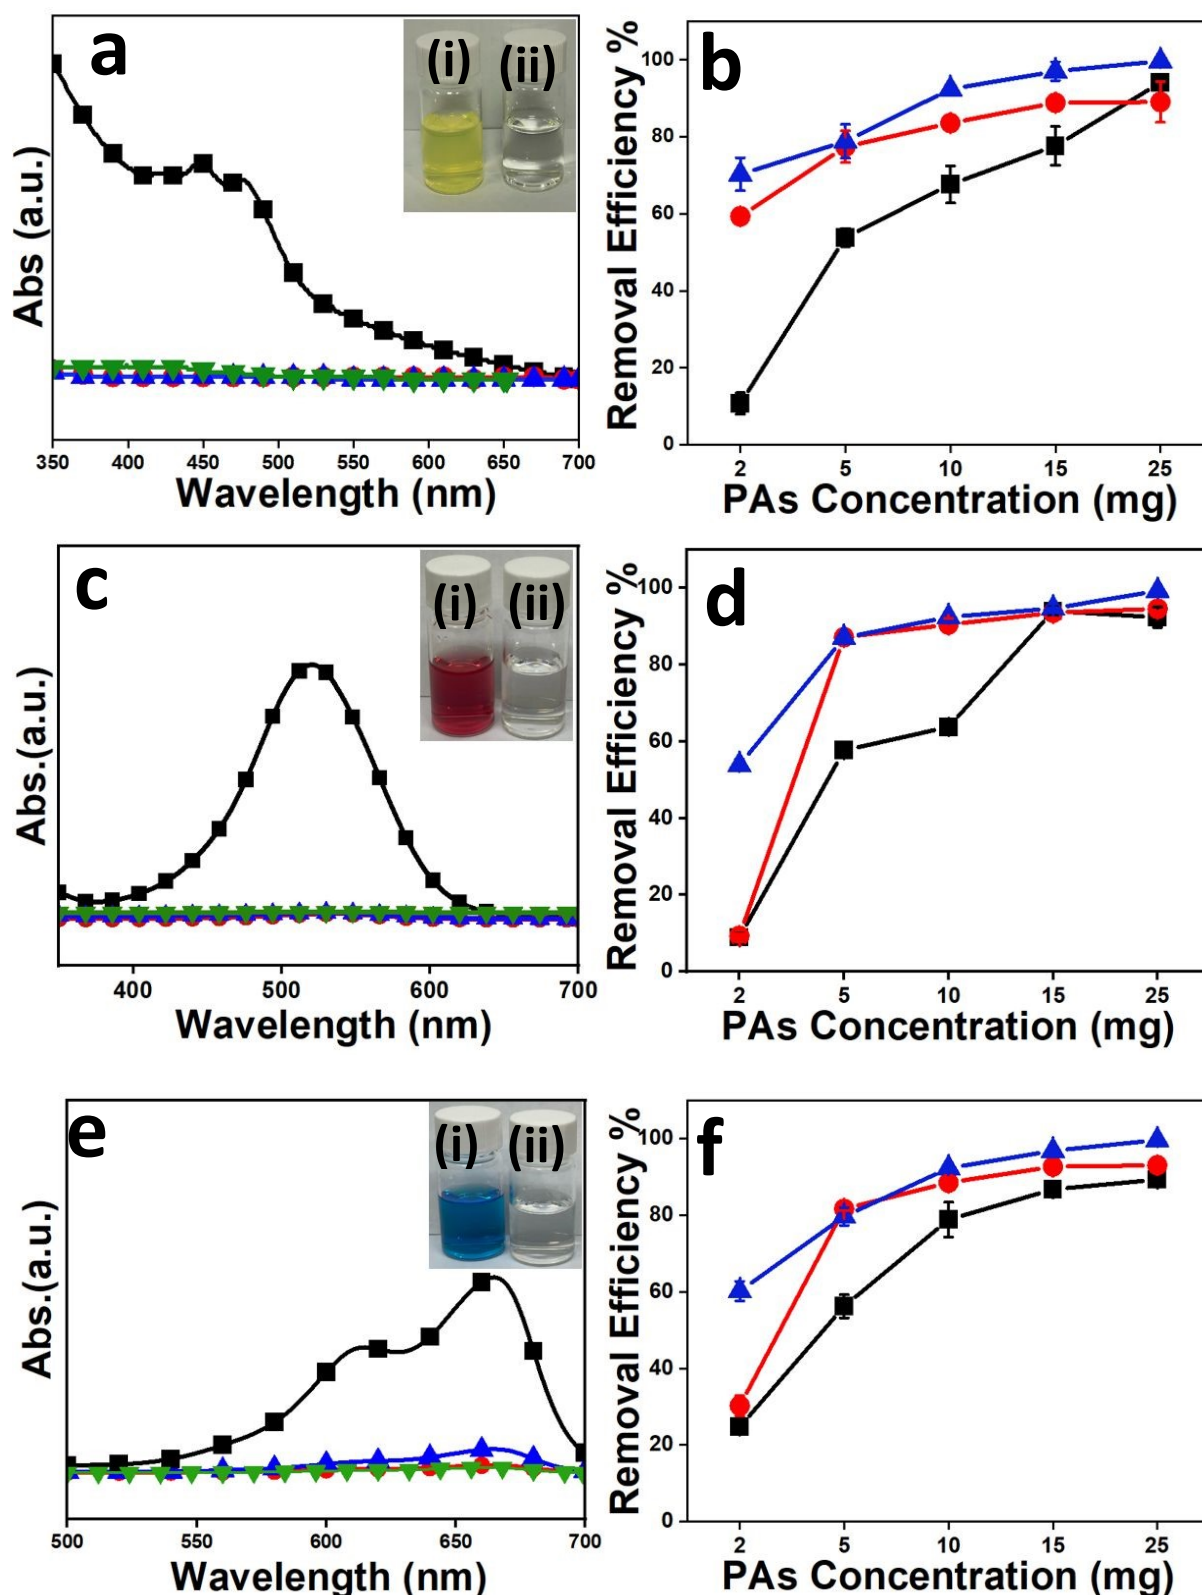 a
(i) (ii)
Abs (a.u.)
350 400 450 500 550 600 650 700
Wavelength (nm)
b
Removal Efficiency %
100
80
60
40
20
0
2 5 10 15 25
PAs Concentration (mg)
c
(i) (ii)
Abs.(a.u.)
400 500 600 700
Wavelength (nm)
d
Removal Efficiency %
100
80
60
40
20
0
2 5 10 15 25
PAs Concentration (mg)
e
(i) (ii)
Abs.(a.u.)
500 550 600 650 700
Wavelength (nm)
f
Removal Efficiency %
100
80
60
40
20
0
2 5 10 15 25
PAs Concentration (mg)